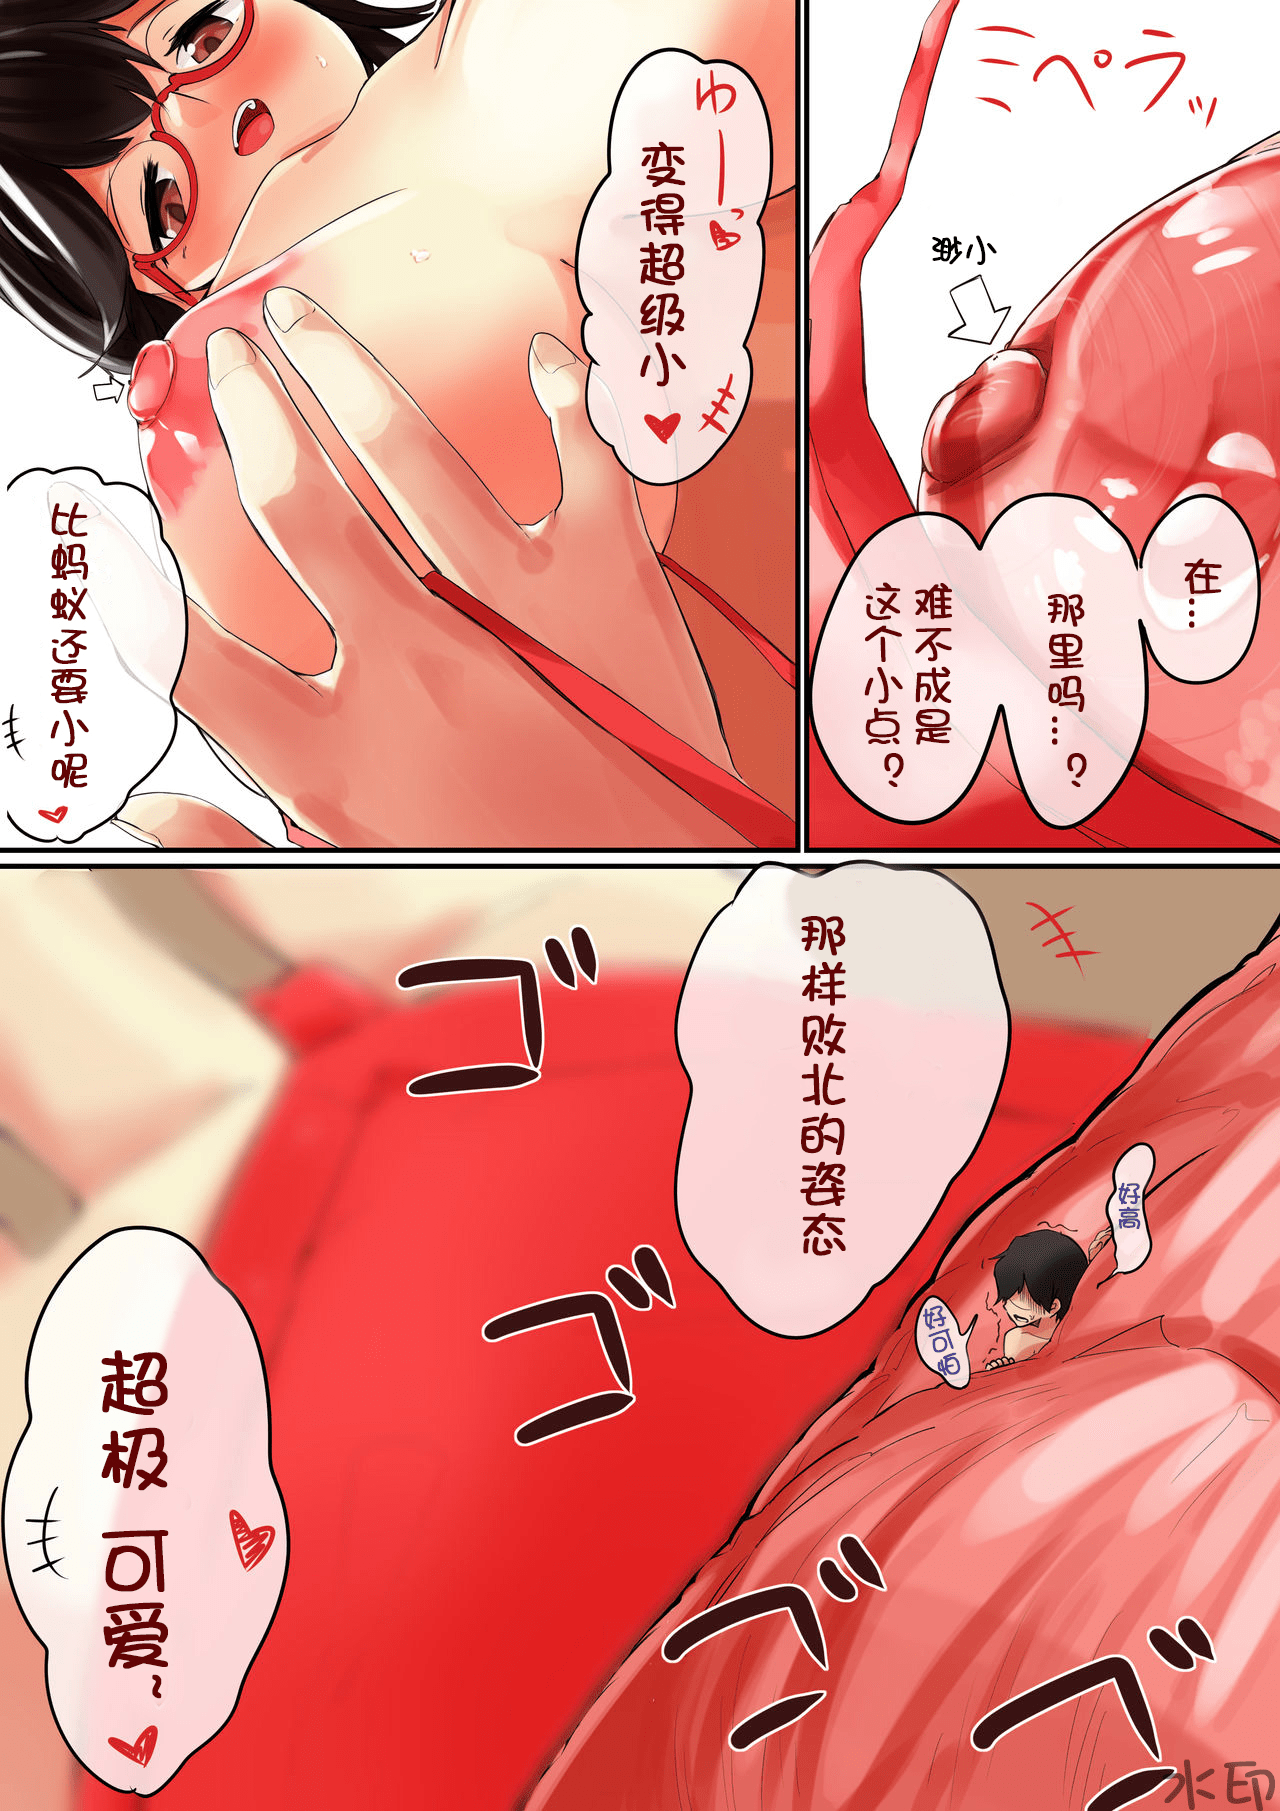 ミペラッ
渺小
在…
那里吗…？
难不成是
这个小点？
ゆーっ♥
变得超级小
♥
比蚂蚁还要小呢
♥
那样败北的姿态
ゴ
゛
好高
好可怕
ゴ
゛
超极可爱~
♥
♥
ゴ
ゴ
水印